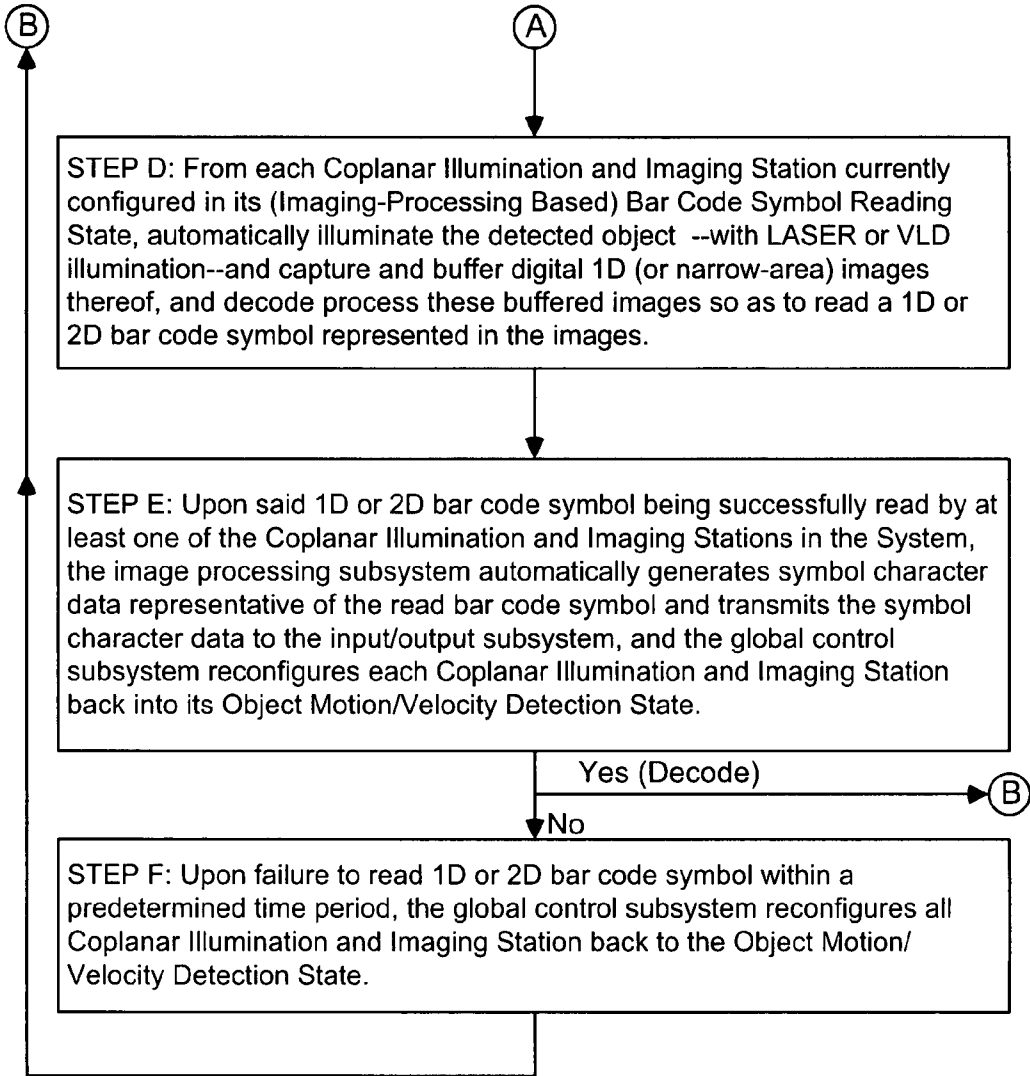 B
A
STEP D: From each Coplanar Illumination and Imaging Station currently
configured in its (Imaging-Processing Based) Bar Code Symbol Reading
State, automatically illuminate the detected object --with LASER or VLD
illumination--and capture and buffer digital 1D (or narrow-area) images
thereof, and decode process these buffered images so as to read a 1D or
2D bar code symbol represented in the images.
STEP E: Upon said 1D or 2D bar code symbol being successfully read by at
least one of the Coplanar Illumination and Imaging Stations in the System,
the image processing subsystem automatically generates symbol character
data representative of the read bar code symbol and transmits the symbol
character data to the input/output subsystem, and the global control
subsystem reconfigures each Coplanar Illumination and Imaging Station
back into its Object Motion/Velocity Detection State.
Yes (Decode)
B
No
STEP F: Upon failure to read 1D or 2D bar code symbol within a
predetermined time period, the global control subsystem reconfigures all
Coplanar Illumination and Imaging Station back to the Object Motion/
Velocity Detection State.